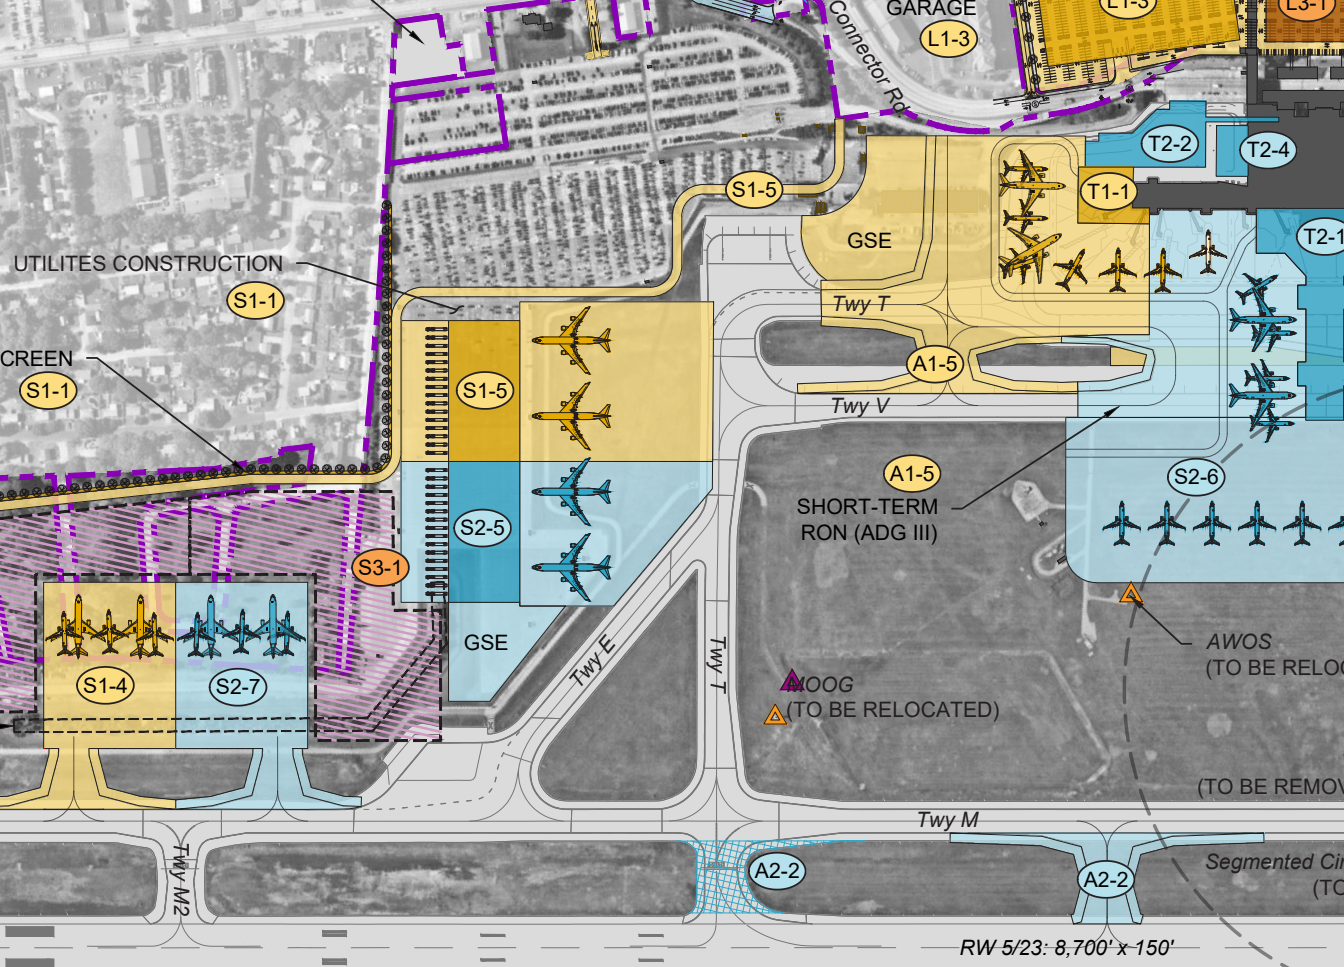 GARAGE
L1-3
L1-3
L3-1
Connector Rd
T2-2
T2-4
S1-5
T1-1
GSE
T2-1
UTILITES CONSTRUCTION
S1-1
Twy T
CREEN
S1-1
S1-5
A1-5
Twy V
A1-5
SHORT-TERM
RON (ADG III)
S2-6
S2-5
S3-1
GSE
Twy E
Twy T
AWOS
(TO BE RELOC
S1-4
S2-7
MOOG
(TO BE RELOCATED)
(TO BE REMOV
Twy M
Twy M2
A2-2
A2-2
Segmented Cir
(TO
RW 5/23: 8,700' x 150'